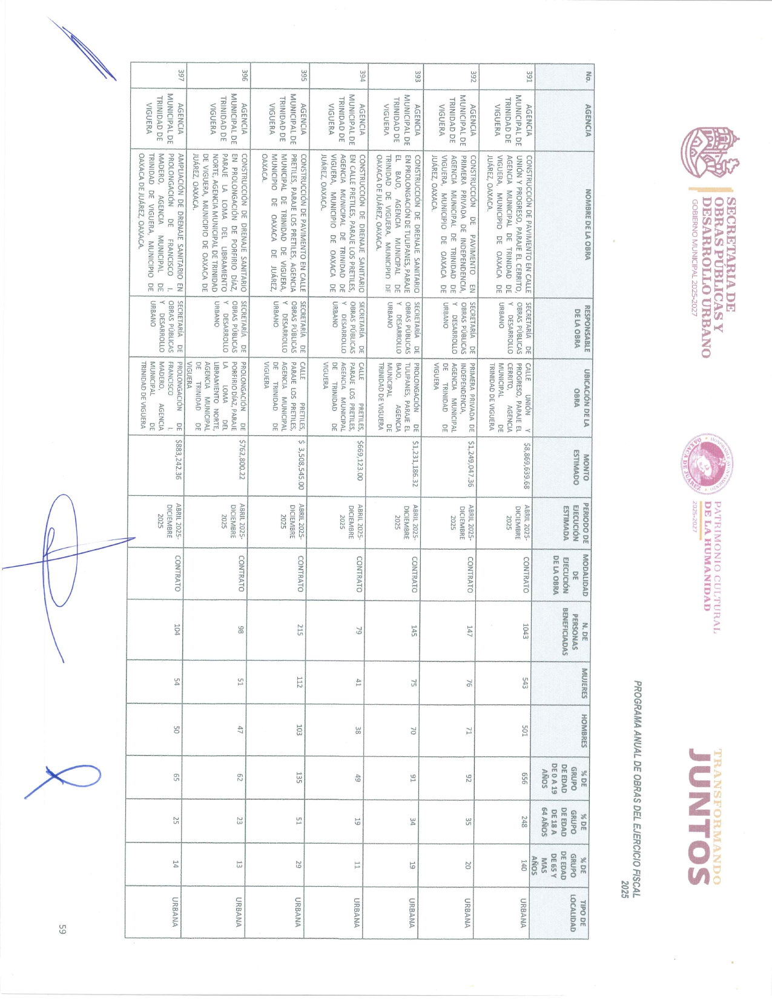 SECRETARÍA DE
OBRAS PÚBLICAS Y
DESARROLLO URBANO
GOBIERNO MUNICIPAL 2025-2027
HONORABLE AYUNTAMIENTO
OAXACA DE JUÁREZ
PATRIMONIO CULTURAL
DE LA HUMANIDAD
2025-2027
TRANSFORMANDO
JUNTOS
PROGRAMA ANUAL DE OBRAS DEL EJERCICIO FISCAL
2025
No.
AGENCIA
NOMBRE DE LA OBRA
RESPONSABLE
DE LA OBRA
UBICACIÓN DE LA
OBRA
MONTO
ESTIMADO
PERIODO DE
EJECUCIÓN
ESTIMADA
MODALIDAD
DE
EJECUCIÓN
DE LA OBRA
N. DE
PERSONAS
BENEFICIADAS
MUJERES
HOMBRES
% DE
GRUPO
DE EDAD
DE 0 A 19
AÑOS
% DE
GRUPO
DE EDAD
DE 18 A
64 AÑOS
% DE
GRUPO
DE EDAD
DE 65 Y
MAS
AÑOS
TIPO DE
LOCALIDAD
391
AGENCIA
MUNICIPAL DE
TRINIDAD DE
VIGUERA
CONSTRUCCIÓN DE PAVIMENTO EN CALLE
UNIÓN Y PROGRESO, PARAJE EL CERRITO,
AGENCIA MUNICIPAL DE TRINIDAD DE
VIGUERA, MUNICIPIO DE OAXACA DE
JUÁREZ, OAXACA.
SECRETARÍA DE
OBRAS PÚBLICAS
Y DESARROLLO
URBANO
CALLE UNIÓN Y
PROGRESO, PARAJE EL
CERRITO, AGENCIA
MUNICIPAL DE
TRINIDAD DE VIGUERA
$8,869,639.68
ABRIL 2025-
DICIEMBRE
2025
CONTRATO
1043
543
501
656
248
140
URBANA
392
AGENCIA
MUNICIPAL DE
TRINIDAD DE
VIGUERA
CONSTRUCCIÓN DE PAVIMENTO EN
PRIMERA PRIVADA DE INDEPENDENCIA,
AGENCIA MUNICIPAL DE TRINIDAD DE
VIGUERA, MUNICIPIO DE OAXACA DE
JUÁREZ, OAXACA.
SECRETARÍA DE
OBRAS PÚBLICAS
Y DESARROLLO
URBANO
PRIMERA PRIVADA DE
INDEPENDENCIA,
AGENCIA MUNICIPAL
DE TRINIDAD DE
VIGUERA
$1,249,047.36
ABRIL 2025-
DICIEMBRE
2025
CONTRATO
147
76
71
92
35
20
URBANA
393
AGENCIA
MUNICIPAL DE
TRINIDAD DE
VIGUERA
CONSTRUCCIÓN DE DRENAJE SANITARIO
EN PROLONGACIÓN DE TULIPANES, PARAJE
EL BAJO, AGENCIA MUNICIPAL DE
TRINIDAD DE VIGUERA, MUNICIPIO DE
OAXACA DE JUÁREZ, OAXACA.
SECRETARÍA DE
OBRAS PÚBLICAS
Y DESARROLLO
URBANO
PROLONGACIÓN DE
TULIPANES, PARAJE EL
BAJO, AGENCIA
MUNICIPAL DE
TRINIDAD DE VIGUERA
$1,231,186.32
ABRIL 2025-
DICIEMBRE
2025
CONTRATO
145
75
70
91
34
19
URBANA
394
AGENCIA
MUNICIPAL DE
TRINIDAD DE
VIGUERA
CONSTRUCCIÓN DE DRENAJE SANITARIO
EN CALLE PRETILES, PARAJE LOS PRETILES,
AGENCIA MUNICIPAL DE TRINIDAD DE
VIGUERA, MUNICIPIO DE OAXACA DE
JUÁREZ, OAXACA.
SECRETARÍA DE
OBRAS PÚBLICAS
Y DESARROLLO
URBANO
CALLE PRETILES,
PARAJE LOS PRETILES,
AGENCIA MUNICIPAL
DE TRINIDAD DE
VIGUERA
$669,123.00
ABRIL 2025-
DICIEMBRE
2025
CONTRATO
79
41
38
49
19
11
URBANA
395
AGENCIA
MUNICIPAL DE
TRINIDAD DE
VIGUERA
CONSTRUCCIÓN DE PAVIMENTO EN CALLE
PRETILES, PARAJE LOS PRETILES, AGENCIA
MUNICIPAL DE TRINIDAD DE VIGUERA,
MUNICIPIO DE OAXACA DE JUÁREZ,
OAXACA.
SECRETARÍA DE
OBRAS PÚBLICAS
Y DESARROLLO
URBANO
CALLE PRETILES,
PARAJE LOS PRETILES,
AGENCIA MUNICIPAL
DE TRINIDAD DE
VIGUERA
$ 3,508,545.00
ABRIL 2025-
DICIEMBRE
2025
CONTRATO
215
112
103
135
51
29
URBANA
396
AGENCIA
MUNICIPAL DE
TRINIDAD DE
VIGUERA
CONSTRUCCIÓN DE DRENAJE SANITARIO
EN PROLONGACIÓN DE PORFIRIO DÍAZ,
PARAJE LA LOMA DEL LIBRAMIENTO
NORTE, AGENCIA MUNICIPAL DE TRINIDAD
DE VIGUERA, MUNICIPIO DE OAXACA DE
JUÁREZ, OAXACA.
SECRETARÍA DE
OBRAS PÚBLICAS
Y DESARROLLO
URBANO
PROLONGACIÓN DE
PORFIRIO DÍAZ, PARAJE
LA LOMA DEL
LIBRAMIENTO NORTE,
AGENCIA MUNICIPAL
DE TRINIDAD DE
VIGUERA
$762,800.22
ABRIL 2025-
DICIEMBRE
2025
CONTRATO
98
51
47
62
23
13
URBANA
397
AGENCIA
MUNICIPAL DE
TRINIDAD DE
VIGUERA
AMPLIACIÓN DE DRENAJE SANITARIO EN
PROLONGACIÓN DE FRANCISCO I.
MADERO, AGENCIA MUNICIPAL DE
TRINIDAD DE VIGUERA, MUNICIPIO DE
OAXACA DE JUÁREZ, OAXACA.
SECRETARÍA DE
OBRAS PÚBLICAS
Y DESARROLLO
URBANO
PROLONGACIÓN DE
FRANCISCO I.
MADERO, AGENCIA
MUNICIPAL DE
TRINIDAD DE VIGUERA
$883,242.36
ABRIL 2025-
DICIEMBRE
2025
CONTRATO
104
54
50
65
25
14
URBANA
59